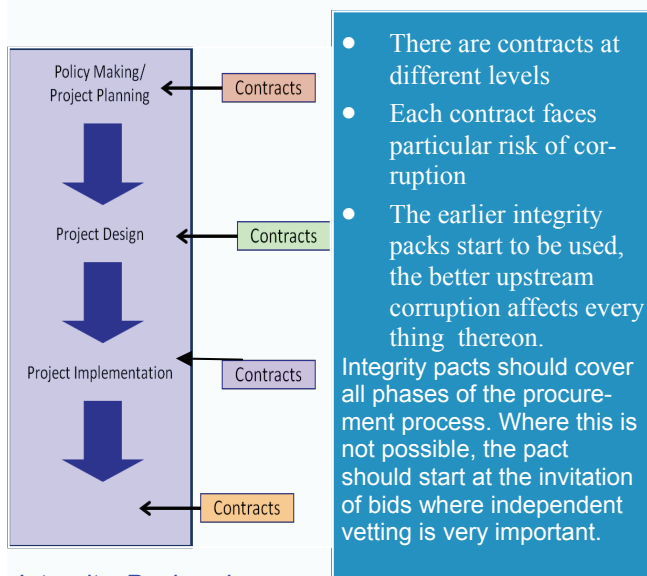 Policy Making/
Project Planning
Contracts
Project Design
Contracts
Project Implementation
Contracts
Contracts
• There are contracts at
different levels
• Each contract faces
particular risk of cor-
ruption
• The earlier integrity
packs start to be used,
the better upstream
corruption affects every
thing thereon.
Integrity pacts should cover
all phases of the procure-
ment process. Where this is
not possible, the pact
should start at the invitation
of bids where independent
vetting is very important.